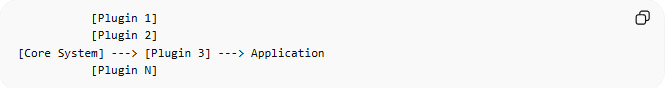 [Plugin 1]
[Plugin 2]
[Core System] ---> [Plugin 3] ---> Application
[Plugin N]